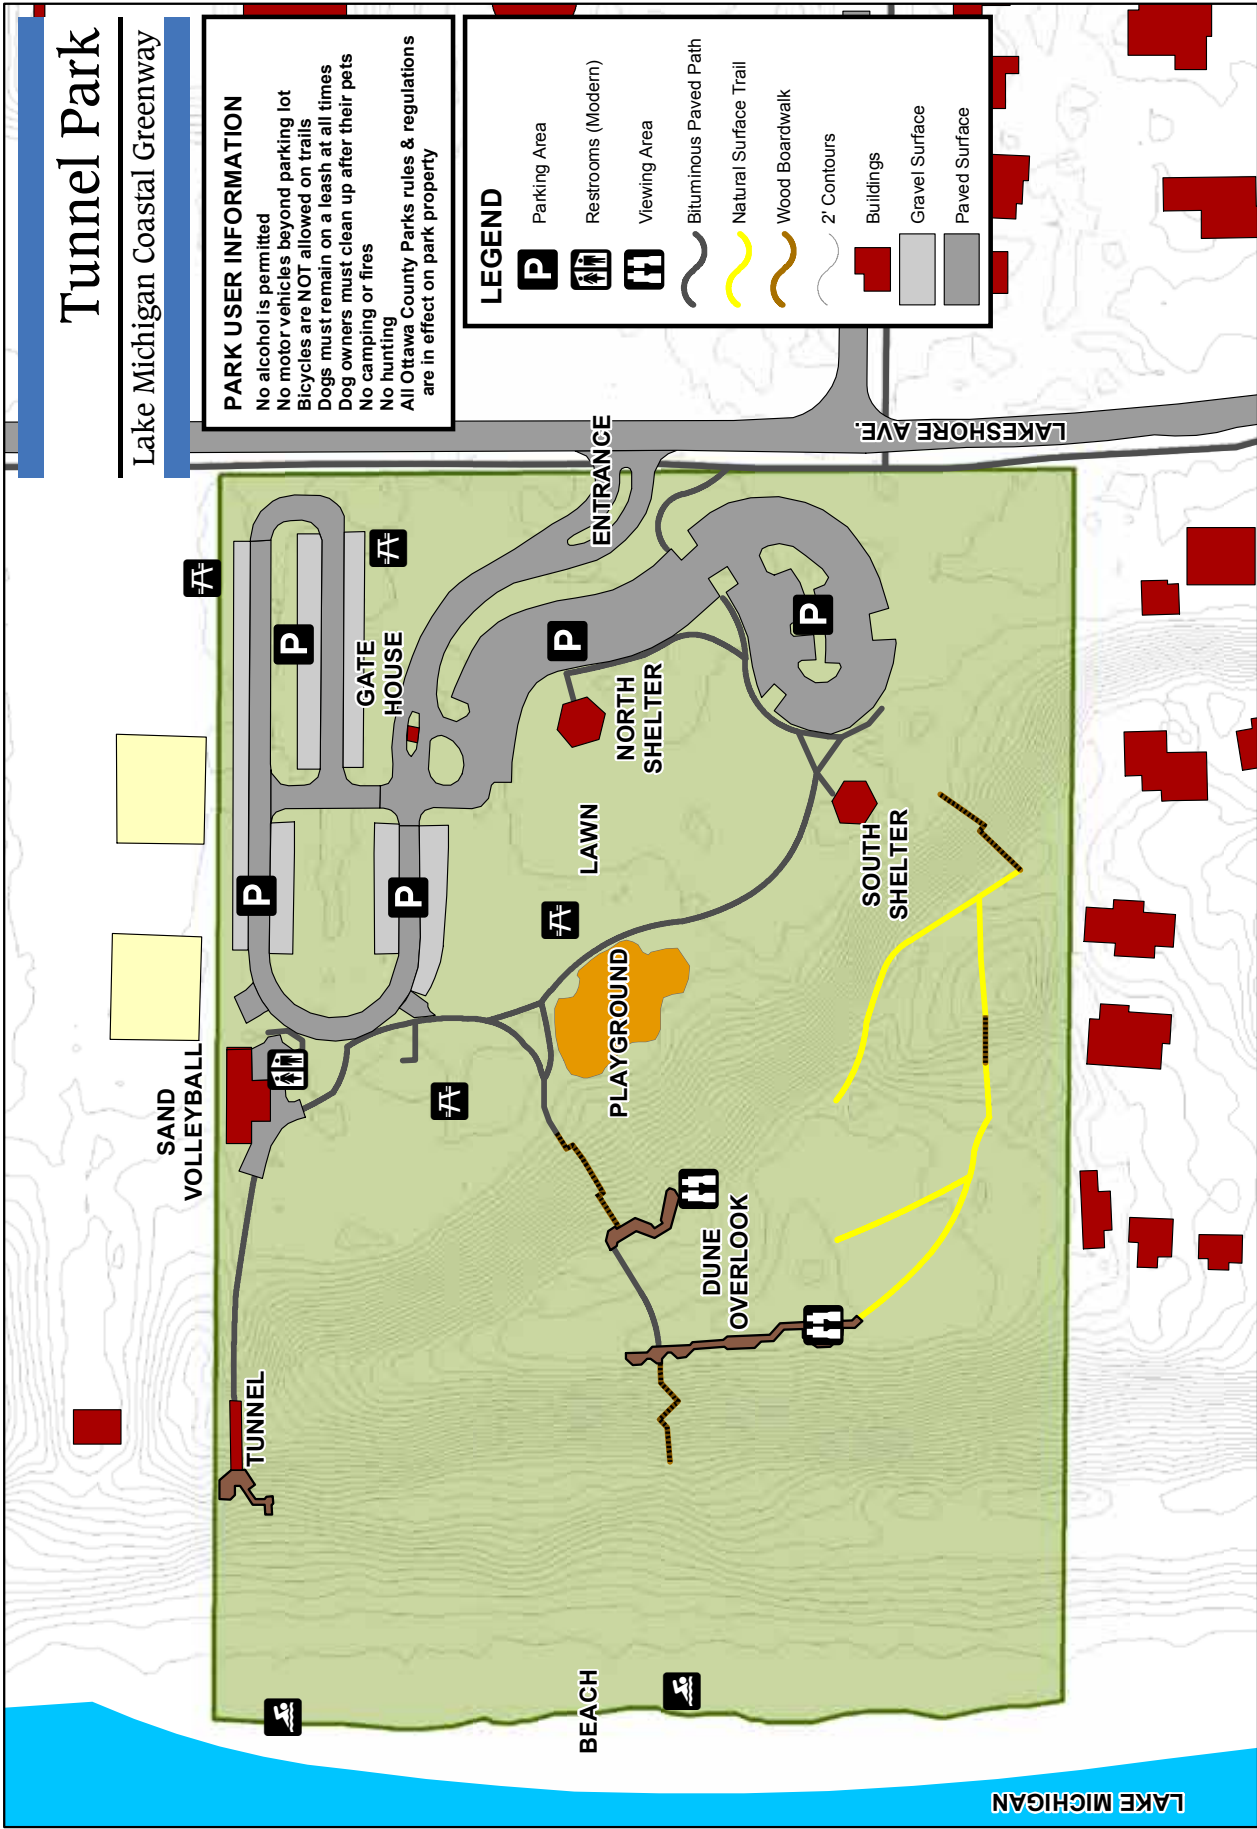 Tunnel Park
Lake Michigan Coastal Greenway
PARK USER INFORMATION
No alcohol is permitted
No motor vehicles beyond parking lot
Bicycles are NOT allowed on trails
Dogs must remain on a leash at all times
Dog owners must clean up after their pets
No camping or fires
No hunting
All Ottawa County Parks rules & regulations
are in effect on park property
LEGEND
P Parking Area
Restrooms (Modern)
Viewing Area
Bituminous Paved Path
Natural Surface Trail
Wood Boardwalk
2' Contours
Buildings
Gravel Surface
Paved Surface
LAKESHORE AVE.
ENTRANCE
P
GATE
HOUSE
P
P
NORTH
SHELTER
P
P
LAWN
SOUTH
SHELTER
PLAYGROUND
SAND
VOLLEYBALL
DUNE
OVERLOOK
TUNNEL
BEACH
LAKE MICHIGAN